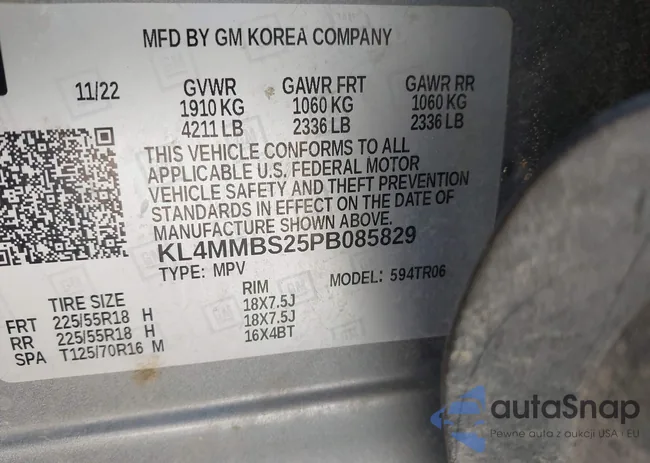 MFD BY GM KOREA COMPANY
11/22 GVWR GAWR FRT GAWR RR
1910 KG 1060 KG 1060 KG
4211 LB 2336 LB 2336 LB
THIS VEHICLE CONFORMS TO ALL
APPLICABLE U.S. FEDERAL MOTOR
VEHICLE SAFETY AND THEFT PREVENTION
STANDARDS IN EFFECT ON THE DATE OF
MANUFACTURE SHOWN ABOVE.
KL4MMBS25PB085829
TYPE: MPV MODEL: 594TR06
TIRE SIZE RIM
FRT 225/55R18 H 18X7.5J
RR 225/55R18 H 18X7.5J
SPA T125/70R16 M 16X4BT
autaSnap
Pewne auta z aukcji USA i EU